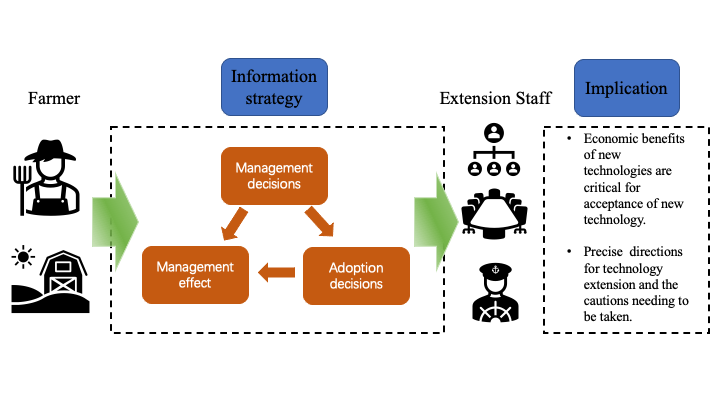 Farmer
Information
strategy
Extension Staff
Implication
Management
decisions
Management
effect
Adoption
decisions
• Economic benefits
of new
technologies are
critical for
acceptance of new
technology.
• Precise directions
for technology
extension and the
cautions needing to
be taken.